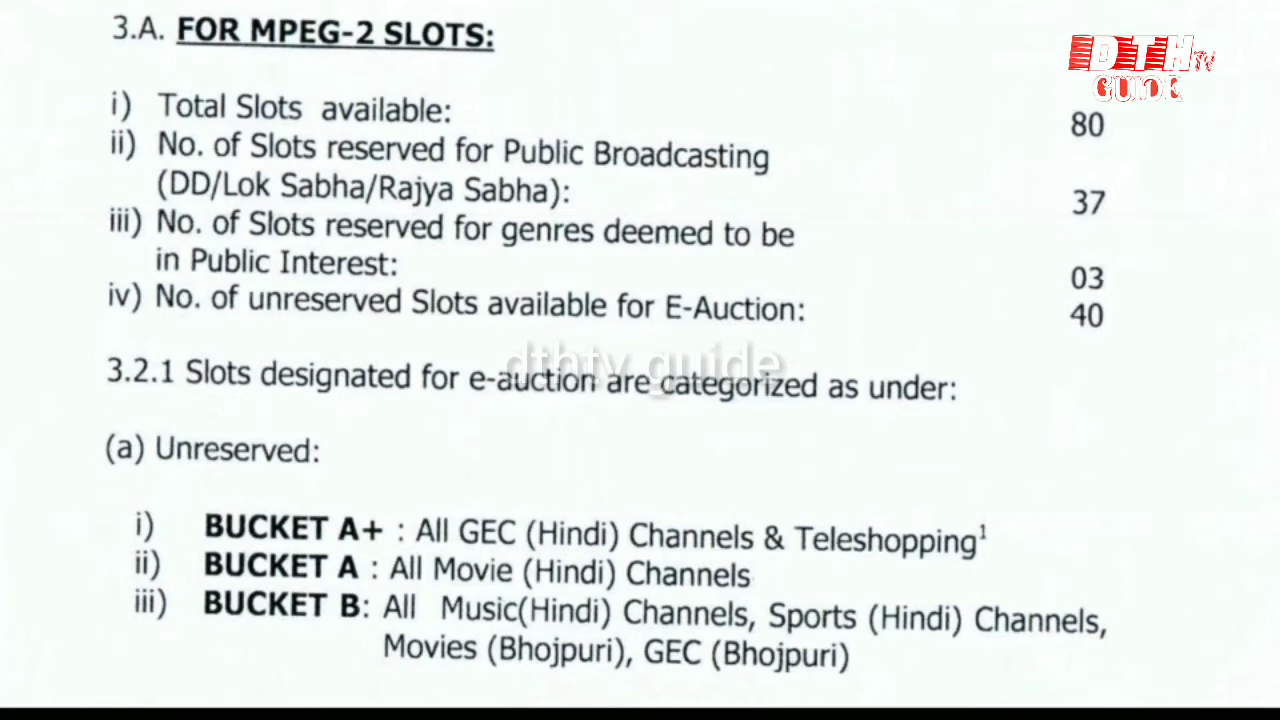 3.A. FOR MPEG-2 SLOTS:
DTH TV
GUIDE
i) Total Slots available: 80
ii) No. of Slots reserved for Public Broadcasting
(DD/Lok Sabha/Rajya Sabha): 37
iii) No. of Slots reserved for genres deemed to be
in Public Interest: 03
iv) No. of unreserved Slots available for E-Auction: 40
dthtv guide
3.2.1 Slots designated for e-auction are categorized as under:
(a) Unreserved:
i) BUCKET A+ : All GEC (Hindi) Channels & Teleshopping¹
ii) BUCKET A : All Movie (Hindi) Channels
iii) BUCKET B: All Music(Hindi) Channels, Sports (Hindi) Channels,
Movies (Bhojpuri), GEC (Bhojpuri)